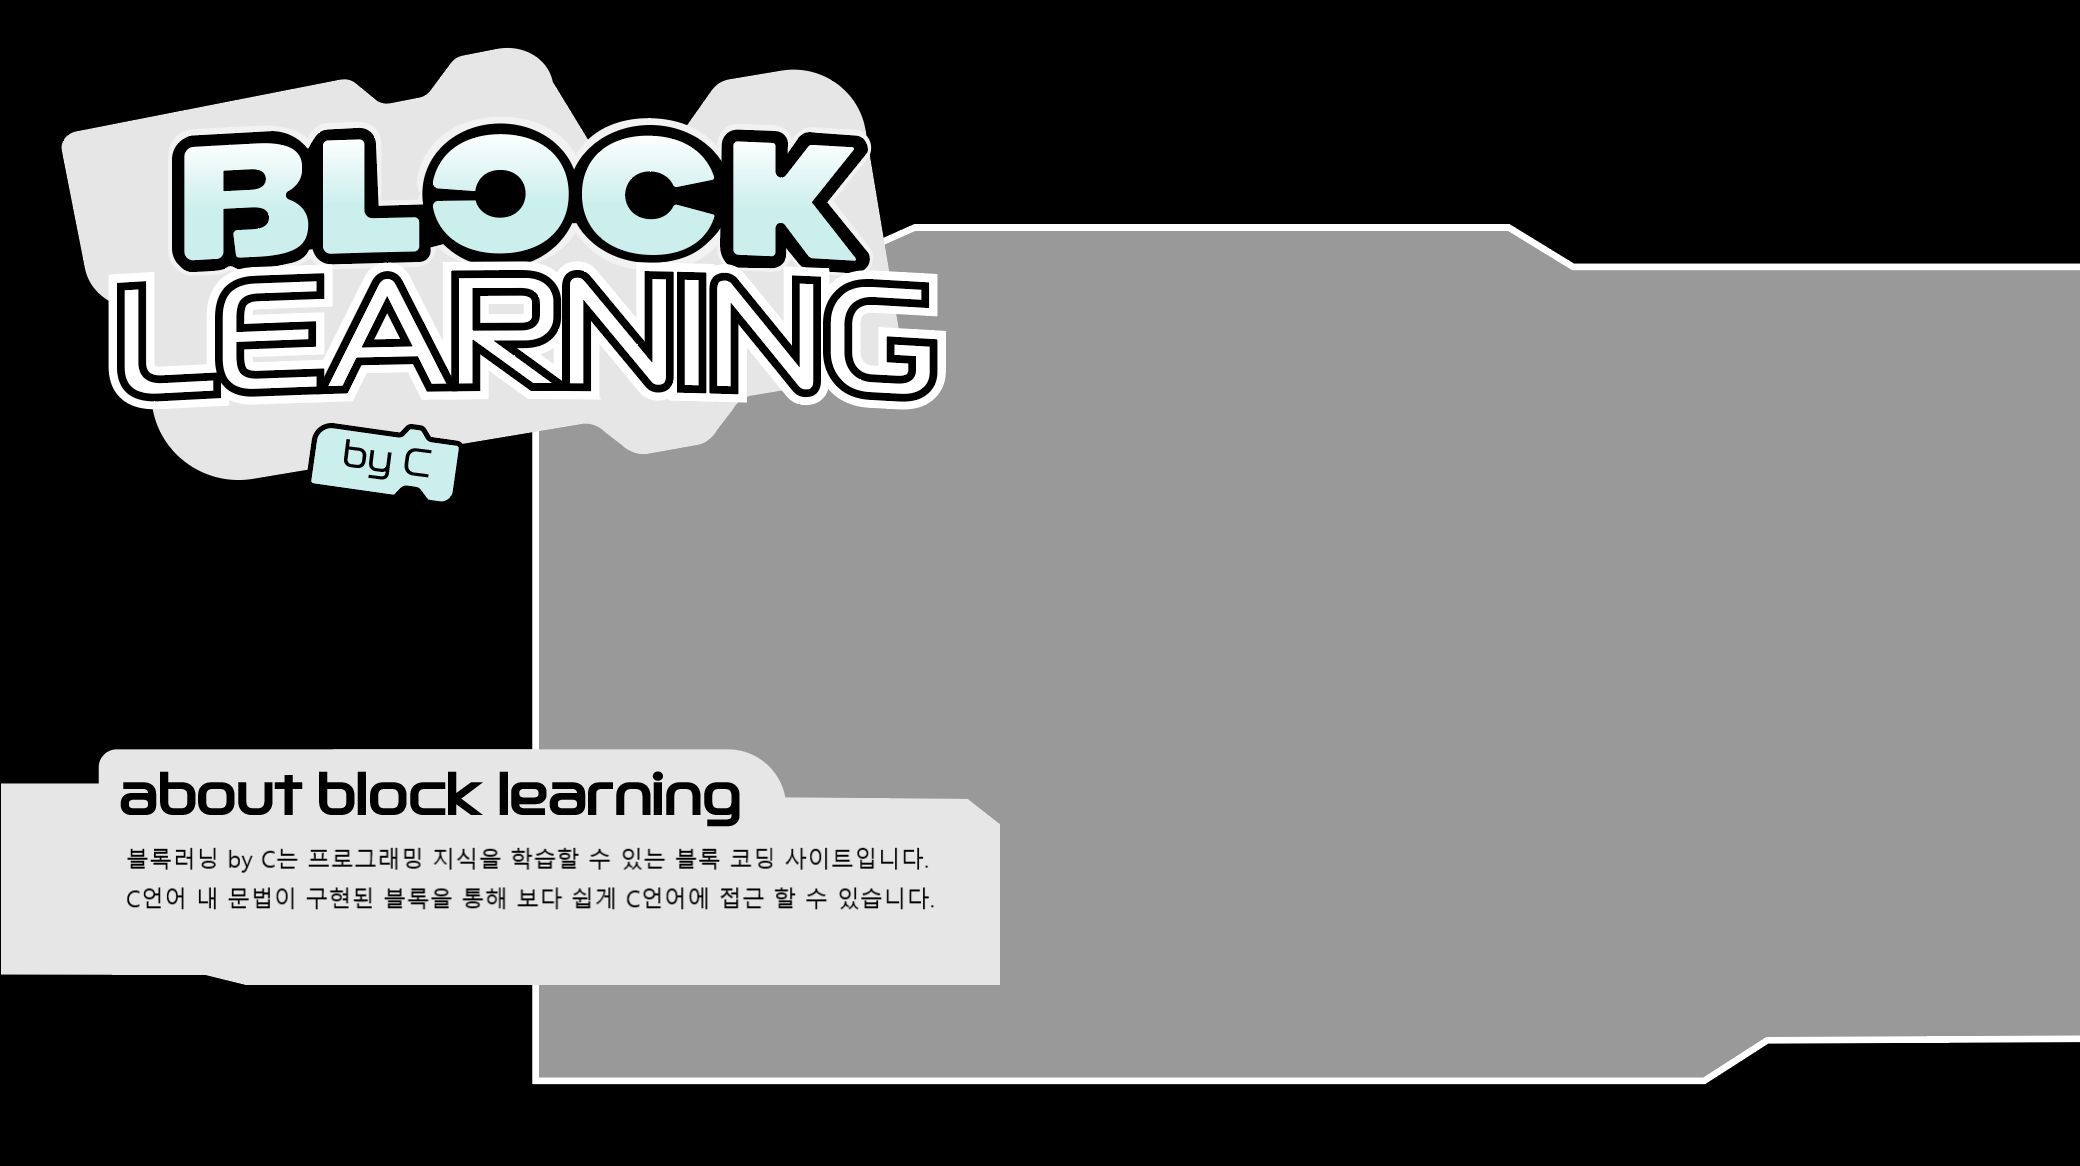 BLOCK
LEARNING
by C
about block learning
블록러닝 by C는 프로그래밍 지식을 학습할 수 있는 블록 코딩 사이트입니다.
C언어 내 문법이 구현된 블록을 통해 보다 쉽게 C언어에 접근 할 수 있습니다.